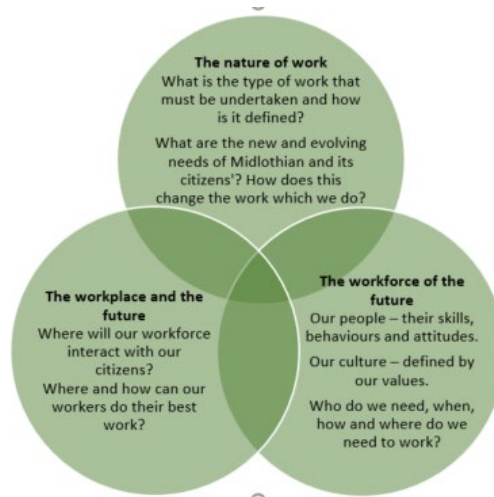 The nature of work
What is the type of work that
must be undertaken and how
is it defined?
What are the new and evolving
needs of Midlothian and its
citizens'? How does this
change the work which we do?
The workplace and the
future
Where will our workforce
interact with our
citizens?
Where and how can our
workers do their best
work?
The workforce of the
future
Our people – their skills,
behaviours and attitudes.
Our culture – defined by
our values.
Who do we need, when,
how and where do we
need to work?